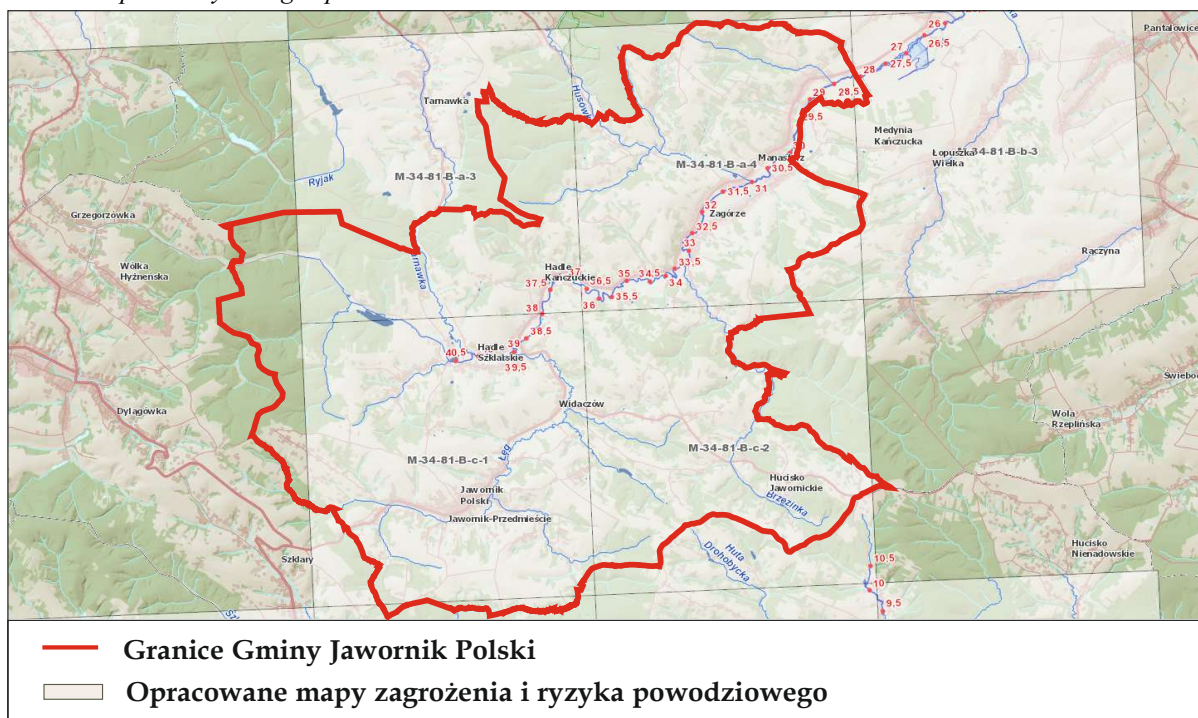 26
Pantalowice
27
26,5
28
27,5
Tarnawka
29
28,5
29,5
Medynia
Kańczucka
Łopuszka
Wielka
M-34-81-B-a-4
Manasterz
30,5
Ryjak
M-34-81-B-a-3
31,5
31
32
Zagórze
Grzegorzówka
32,5
33
Rączyna
Wólka
Hyżneńska
Hadle
Kańczuckie
37
33,5
37,5
36,5
35
34,5
34
36
35,5
38
38,5
39
Hadle
Szklarskie
40,5
39,5
Dylągówka
Widaczów
Wola
Rzeplińska
M-34-81-B-c-1
Łęg
M-34-81-B-c-2
Jawornik
Polski
Hucisko
Jawornickie
Brzezinka
Jawornik-Przedmieście
Szklary
Huta
Drohobycka
Hucisko
Nienadowskie
10,5
10
9,5
Granice Gminy Jawornik Polski
Opracowane mapy zagrożenia i ryzyka powodziowego